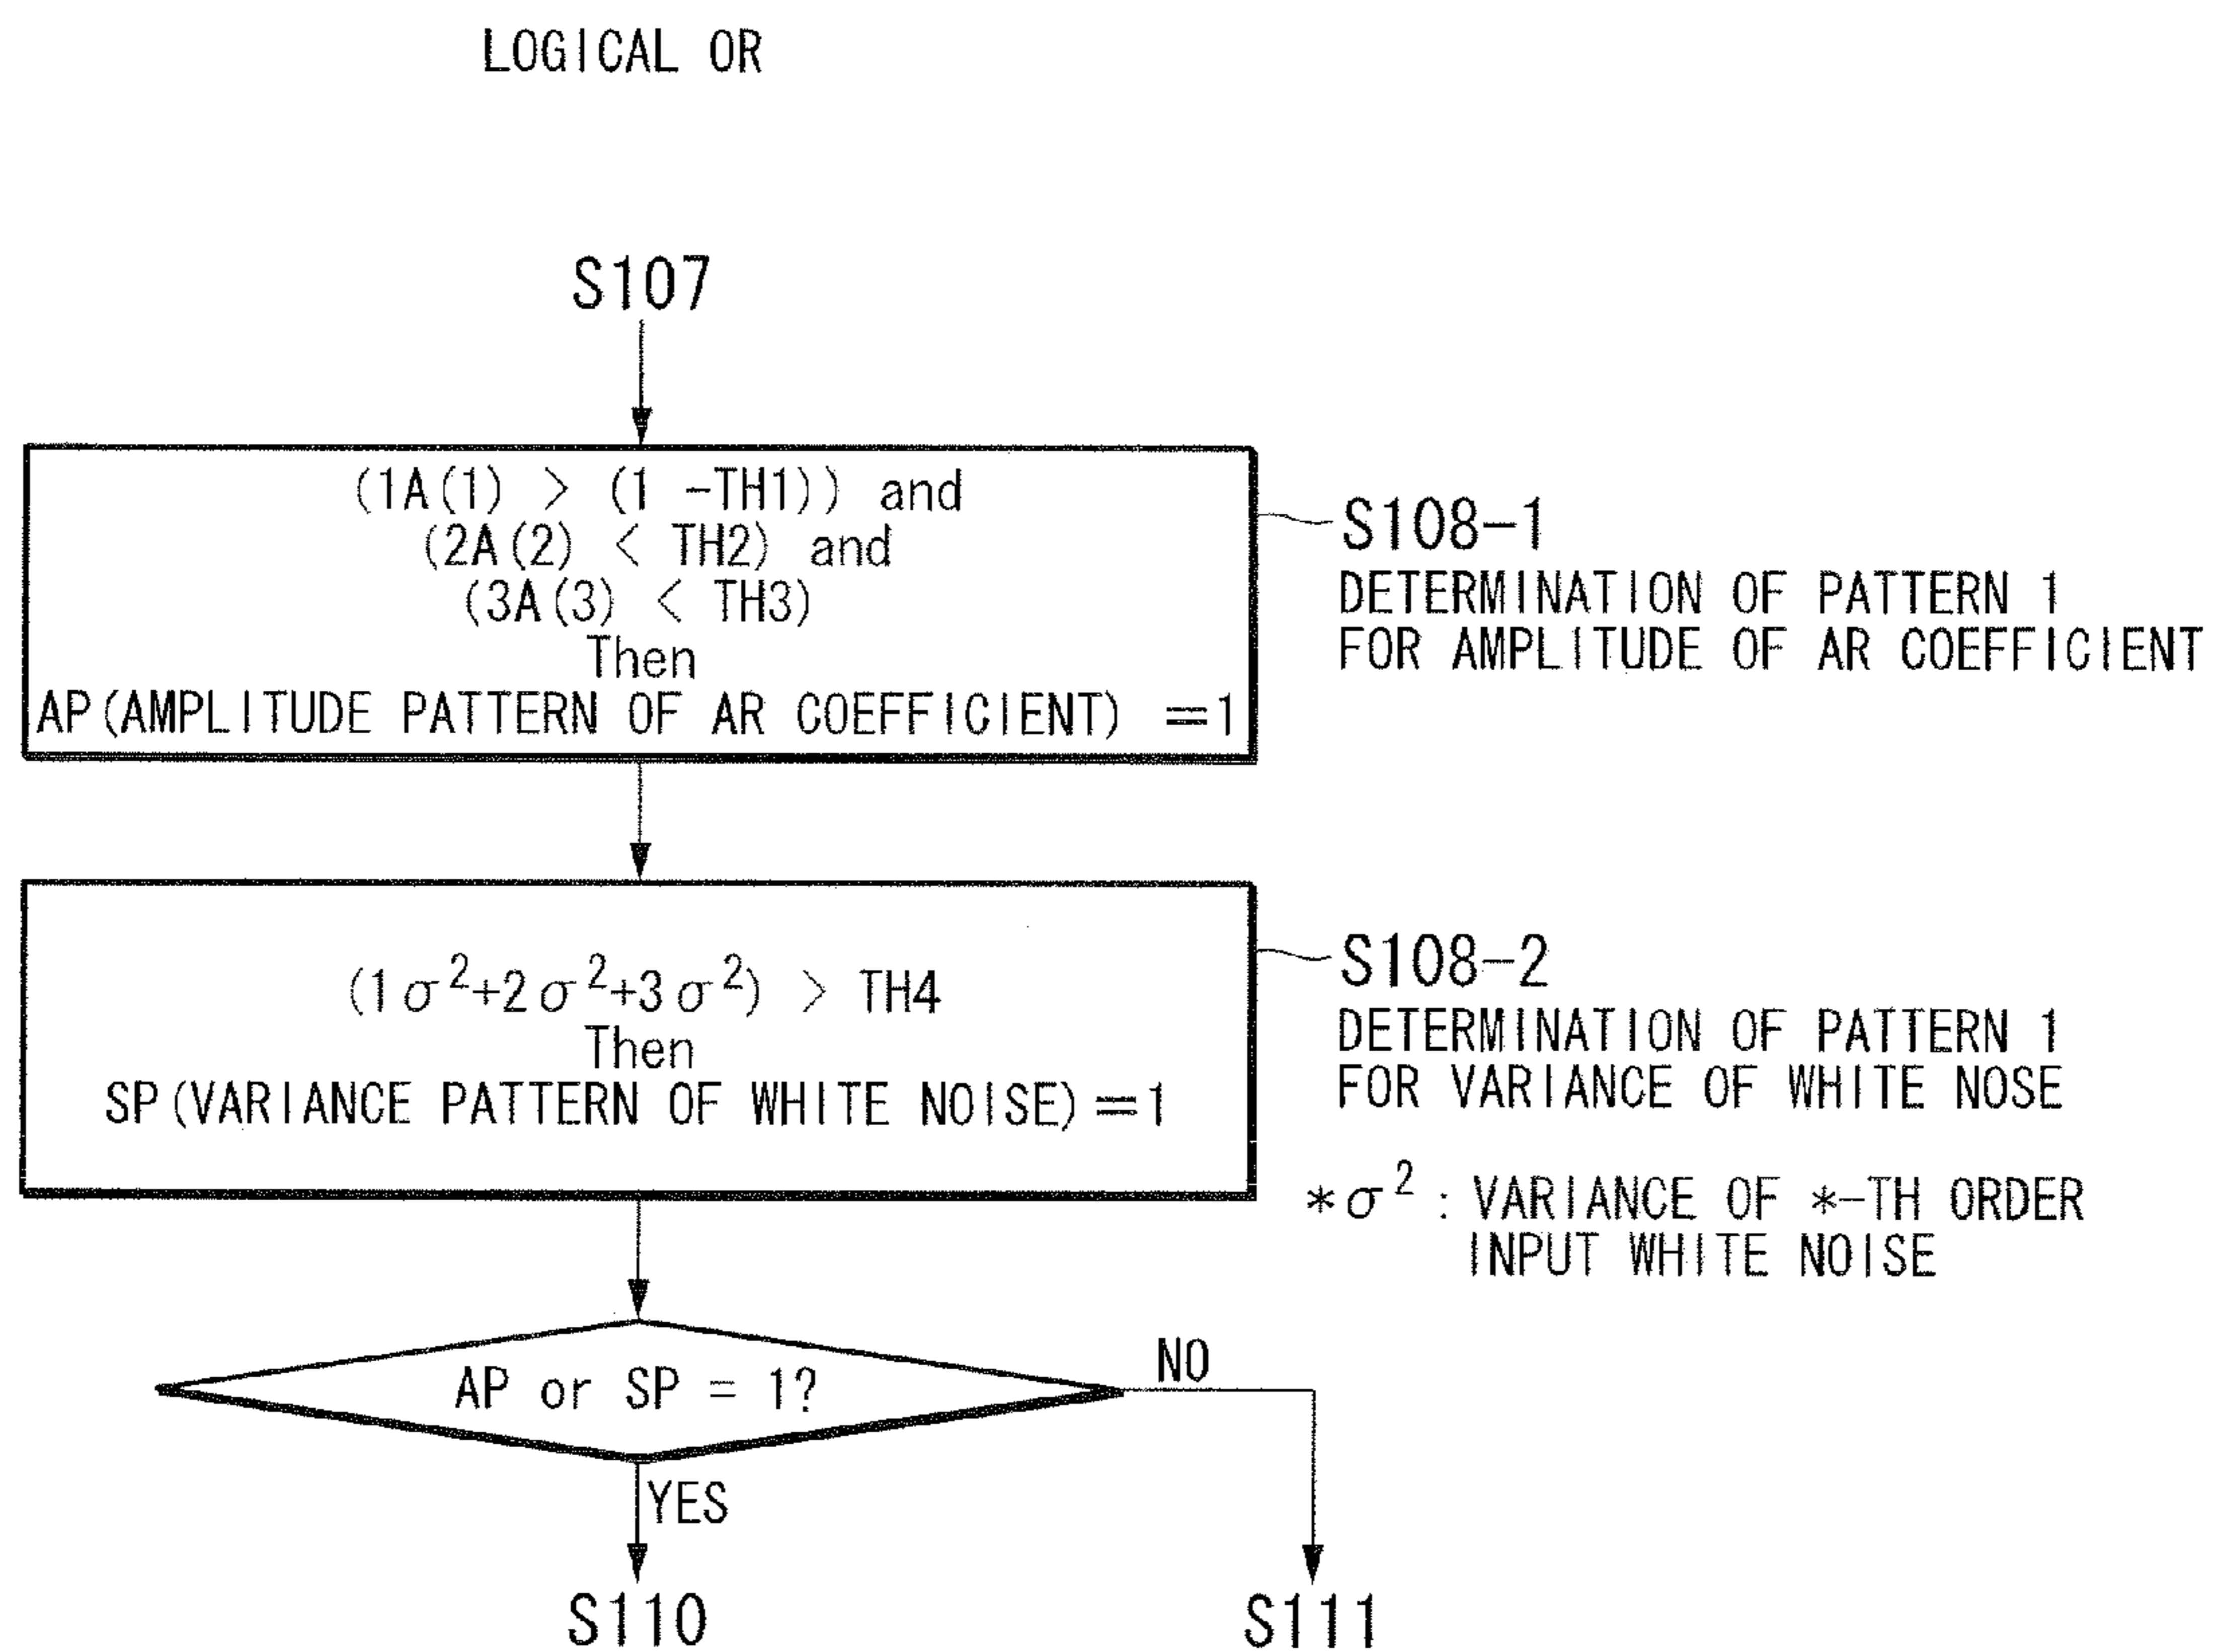 LOGICAL OR
S107
(1A(1) > (1 -TH1)) and
(2A(2) < TH2) and
(3A(3) < TH3)
Then
AP(AMPLITUDE PATTERN OF AR COEFFICIENT) ==1
S108-1
DETERMINATION OF PATTERN 1
FOR AMPLITUDE OF AR COEFFICIENT
(1σ²+2σ²+3σ²) > TH4
Then
SP(VARIANCE PATTERN OF WHITE NOISE)==1
S108-2
DETERMINATION OF PATTERN 1
FOR VARIANCE OF WHITE NOSE
*σ² : VARIANCE OF *-TH ORDER
INPUT WHITE NOISE
AP or SP = 1?
NO
YES
S110
S111